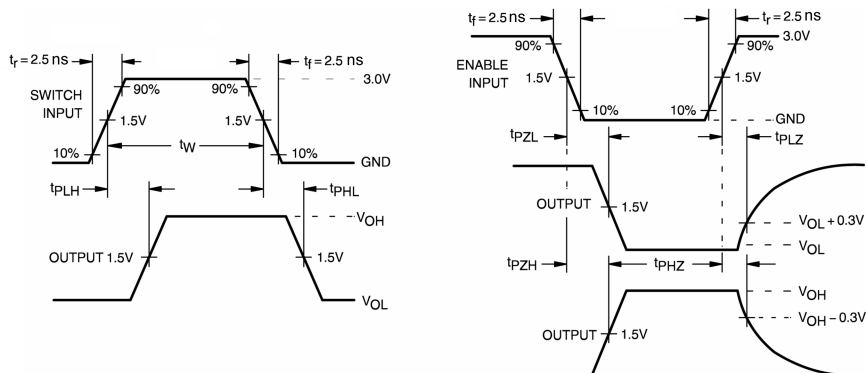 tr = 2.5 ns
tf = 2.5 ns
90%
90%
3.0V
SWITCH
INPUT
1.5V
1.5V
tW
10%
10%
GND
tPLH
tPHL
VOH
OUTPUT
1.5V
1.5V
VOL
tf = 2.5 ns
tr = 2.5 ns
90%
90%
3.0V
ENABLE
INPUT
1.5V
1.5V
10%
10%
GND
tPZL
tPLZ
OUTPUT
1.5V
VOL + 0.3V
VOL
tPZH
tPHZ
VOH
VOH – 0.3V
OUTPUT
1.5V